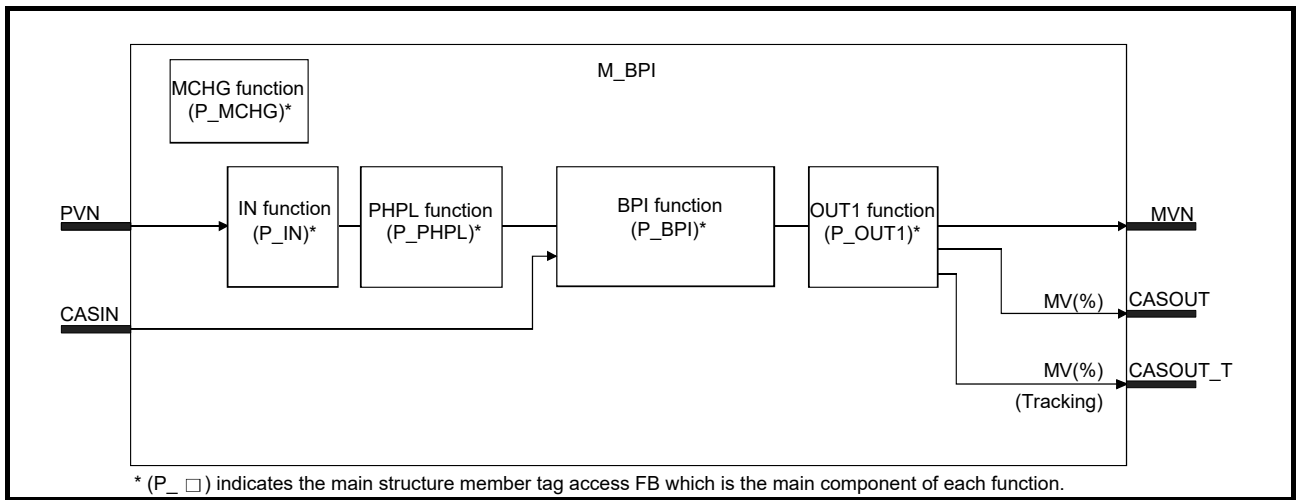 M_BPI
MCHG function
(P_MCHG)*
PVN
IN function
(P_IN)*
PHPL function
(P_PHPL)*
BPI function
(P_BPI)*
OUT1 function
(P_OUT1)*
MVN
CASIN
MV(%)
CASOUT
MV(%)
CASOUT_T
(Tracking)
* (P_ □ ) indicates the main structure member tag access FB which is the main component of each function.